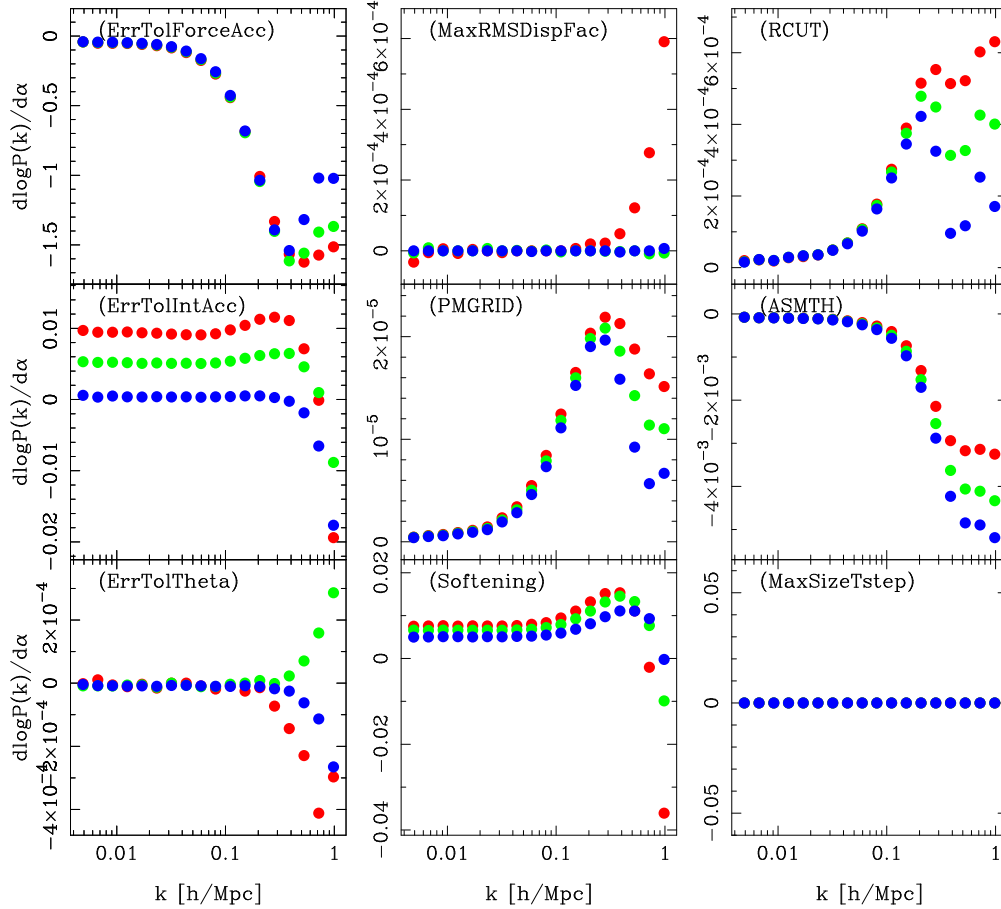 (ErrTolForceAcc)
(MaxRMSDispFac)
(RCUT)
dlogP(k)/dα
0
−0.5
−1
−1.5
6×10⁻⁴
4×10⁻⁴
2×10⁻⁴
0
6×10⁻⁴
4×10⁻⁴
2×10⁻⁴
0
(ErrTolIntAcc)
(PMGRID)
(ASMTH)
dlogP(k)/dα
0.01
0
−0.01
−0.02
2×10⁻⁵
10⁻⁵
0
0
−2×10⁻³
−4×10⁻³
(ErrTolTheta)
(Softening)
(MaxSizeTstep)
dlogP(k)/dα
2×10⁻⁴
0
−2×10⁻⁴
−4×10⁻⁴
0.02
0
−0.02
−0.04
0.05
0
−0.05
0.01 0.1 1
0.01 0.1 1
0.01 0.1 1
k [h/Mpc]
k [h/Mpc]
k [h/Mpc]